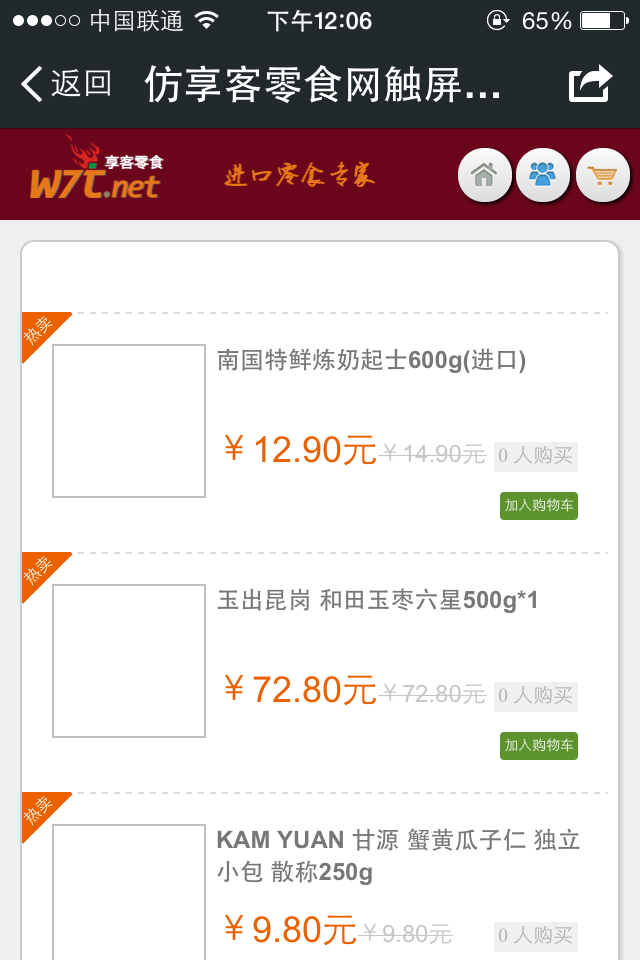 中国联通 下午12:06 65%
返回 仿享客零食网触屏...
享客零食
W7t.net 进口零食专家
热卖
南国特鲜炼奶起士600g(进口)
￥12.90元 ￥14.90元 0 人购买
加入购物车
热卖
玉出昆岗 和田玉枣六星500g*1
￥72.80元 ￥72.80元 0 人购买
加入购物车
热卖
KAM YUAN 甘源 蟹黄瓜子仁 独立
小包 散称250g
￥9.80元 ￥9.80元 0 人购买